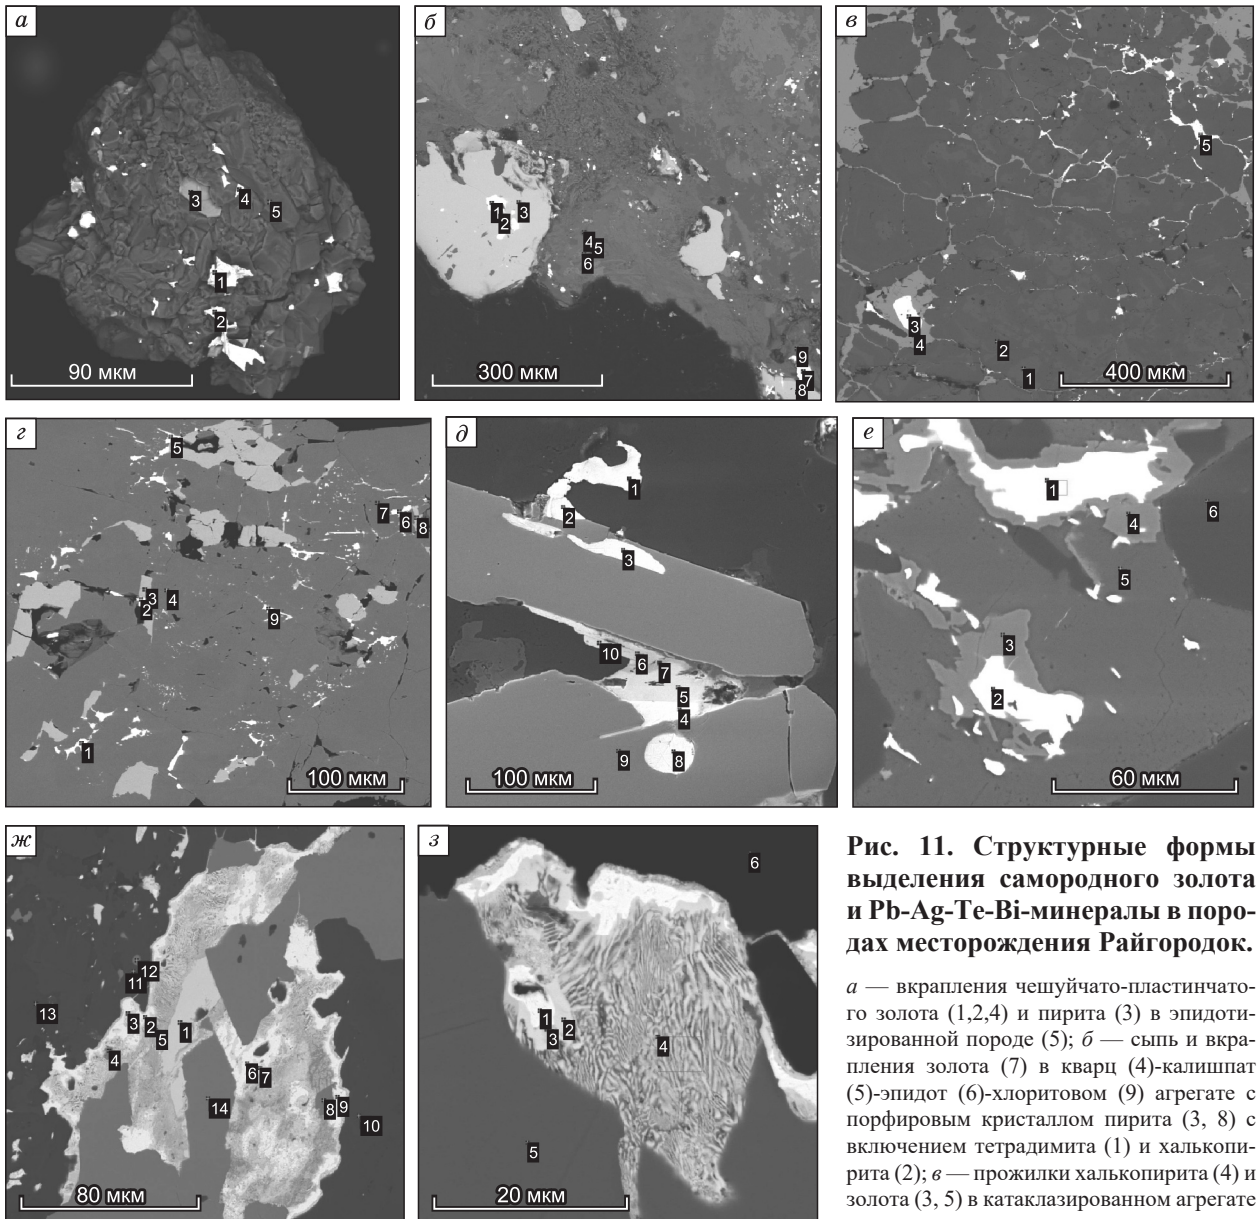 а
1
2
3
4
5
90 мкм
б
1
2
3
4
5
6
7
8
9
300 мкм
в
1
2
3
4
5
400 мкм
г
1
2
3
4
5
6
7
8
9
100 мкм
д
1
2
3
4
5
6
7
8
9
10
100 мкм
е
1
2
3
4
5
6
60 мкм
ж
1
2
3
4
5
6
7
8
9
10
11
12
13
14
80 мкм
з
1
2
3
4
5
6
20 мкм
Рис. 11. Структурные формы
выделения самородного золота
и Pb-Ag-Te-Bi-минералы в поро-
дах месторождения Райгородок.
а — вкрапления чешуйчато-пластинчато-
го золота (1,2,4) и пирита (3) в эпидоти-
зированной породе (5); б — сыпь и вкра-
пления золота (7) в кварц (4)-калишпат
(5)-эпидот (6)-хлоритовом (9) агрегате с
порфировым кристаллом пирита (3, 8) с
включением тетрадимита (1) и халькопи-
рита (2); в — прожилки халькопирита (4) и
золота (3, 5) в катаклазированном агрегате